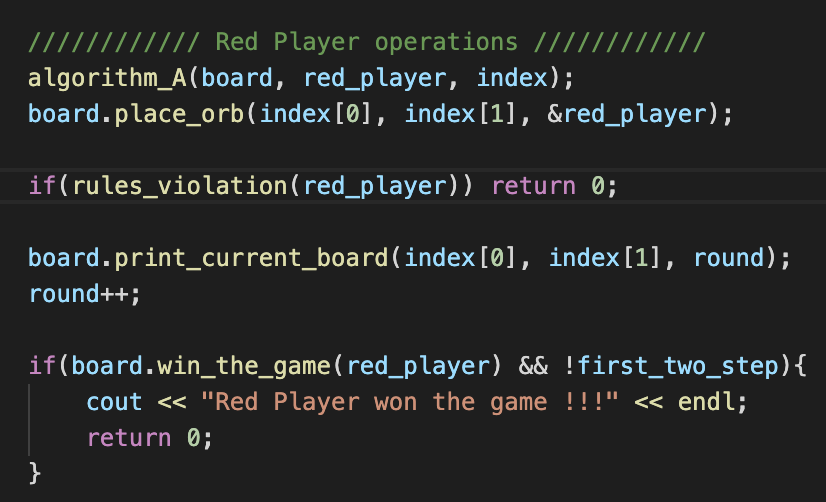 //////////// Red Player operations ////////////
algorithm_A(board, red_player, index);
board.place_orb(index[0], index[1], &red_player);
if(rules_violation(red_player)) return 0;
board.print_current_board(index[0], index[1], round);
round++;
if(board.win_the_game(red_player) && !first_two_step){
    cout << "Red Player won the game !!!" << endl;
    return 0;
}